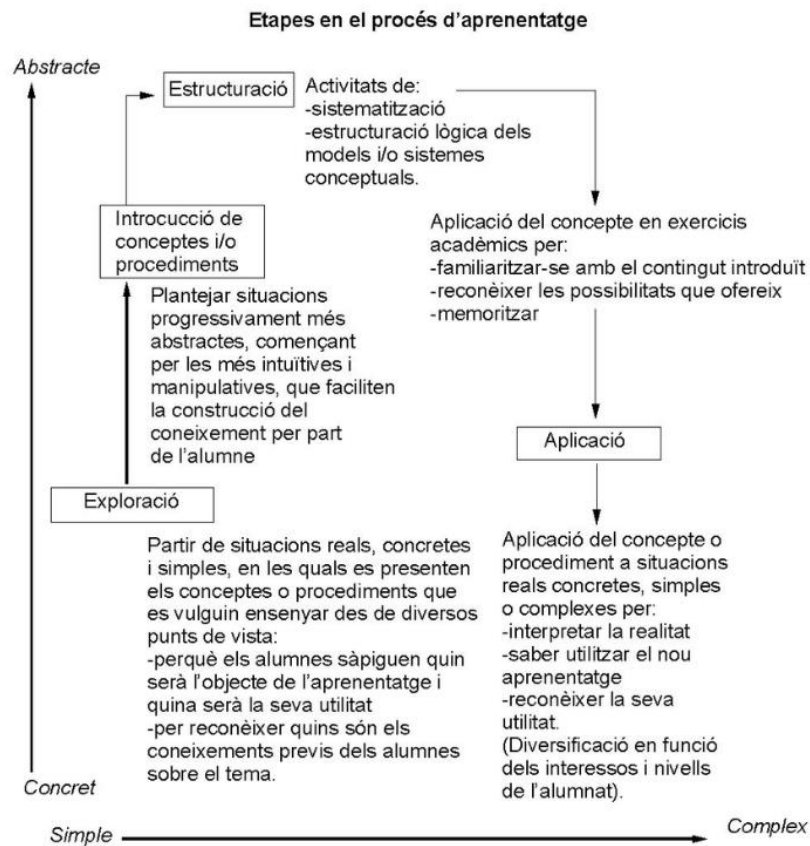 Etapes en el procés d'aprenentatge
Abstracte
Estructuració
Activitats de:
-sistematització
-estructuració lògica dels
models i/o sistemes
conceptuals.
Introcucció de
conceptes i/o
procediments
Aplicació del concepte en exercicis
acadèmics per:
-familiaritzar-se amb el contingut introduït
-reconèixer les possibilitats que ofereix
-memoritzar
Plantejar situacions
progressivament més
abstractes, començant
per les més intuïtives i
manipulatives, que faciliten
la construcció del
coneixement per part
de l'alumne
Aplicació
Exploració
Partir de situacions reals, concretes
i simples, en les quals es presenten
els conceptes o procediments que
es vulguin ensenyar des de diversos
punts de vista:
-perquè els alumnes sàpiguen quin
serà l'objecte de l'aprenentatge i
quina serà la seva utilitat
-per reconèixer quins són els
coneixements previs dels alumnes
sobre el tema.
Aplicació del concepte o
procediment a situacions
reals concretes, simples
o complexes per:
-interpretar la realitat
-saber utilitzar el nou
aprenentatge
-reconèixer la seva
utilitat.
(Diversificació en funció
dels interessos i nivells
de l'alumnat).
Concret
Simple
Complex